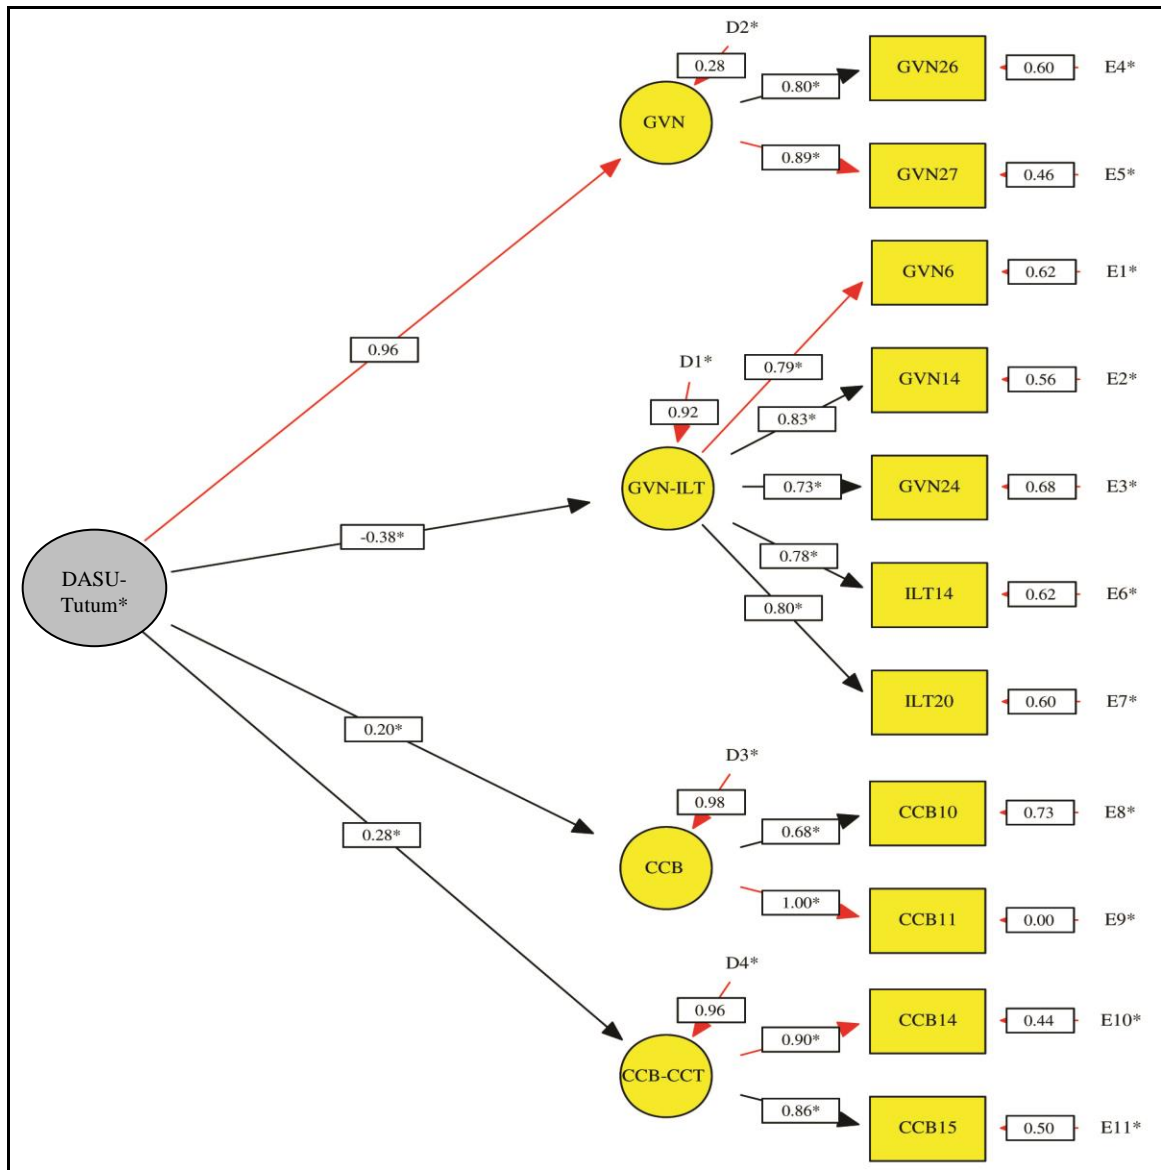 D2*
0.28
GVN
0.80*
GVN26
0.60
E4*
0.89*
GVN27
0.46
E5*
GVN6
0.62
E1*
0.96
D1*
0.92
0.79*
GVN14
0.56
E2*
0.83*
GVN-ILT
0.73*
GVN24
0.68
E3*
-0.38*
0.78*
DASU-
Tutum*
ILT14
0.62
E6*
0.80*
ILT20
0.60
E7*
0.20*
D3*
0.98
CCB10
0.73
E8*
0.28*
0.68*
CCB
1.00*
CCB11
0.00
E9*
D4*
0.96
CCB14
0.44
E10*
0.90*
CCB-CCT
0.86*
CCB15
0.50
E11*